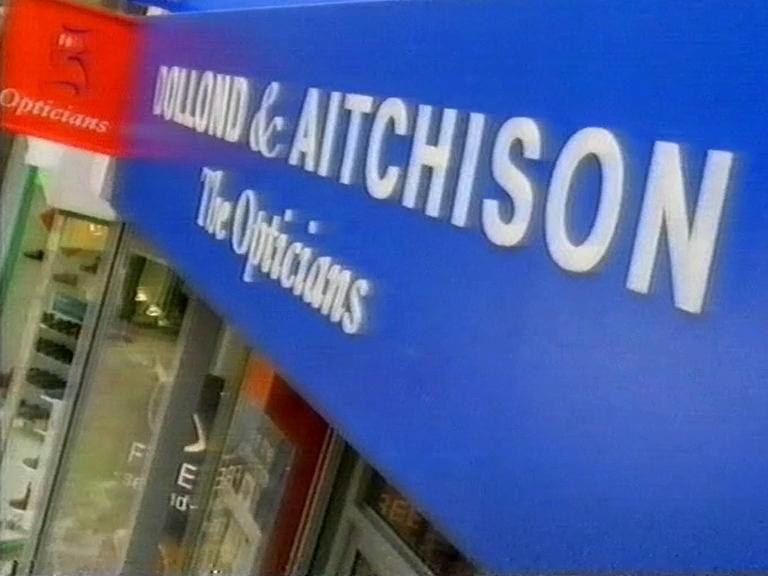 Opticians
DOLLOND & AITCHISON
The Opticians